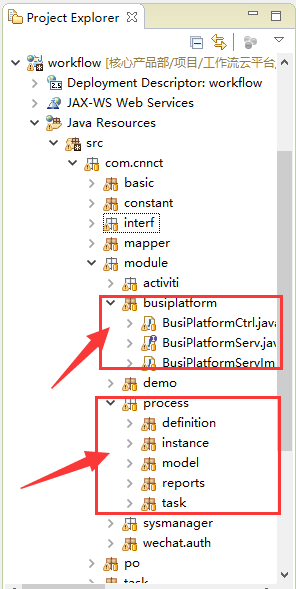 Project Explorer
workflow [核心产品部/项目/工作流云平台/
Deployment Descriptor: workflow
JAX-WS Web Services
Java Resources
src
com.cnnct
basic
constant
interf
mapper
module
activiti
busiplatform
BusiPlatformCtrl.java
BusiPlatformServ.jav
BusiPlatformServIm
demo
process
definition
instance
model
reports
task
sysmanager
wechat.auth
po
task